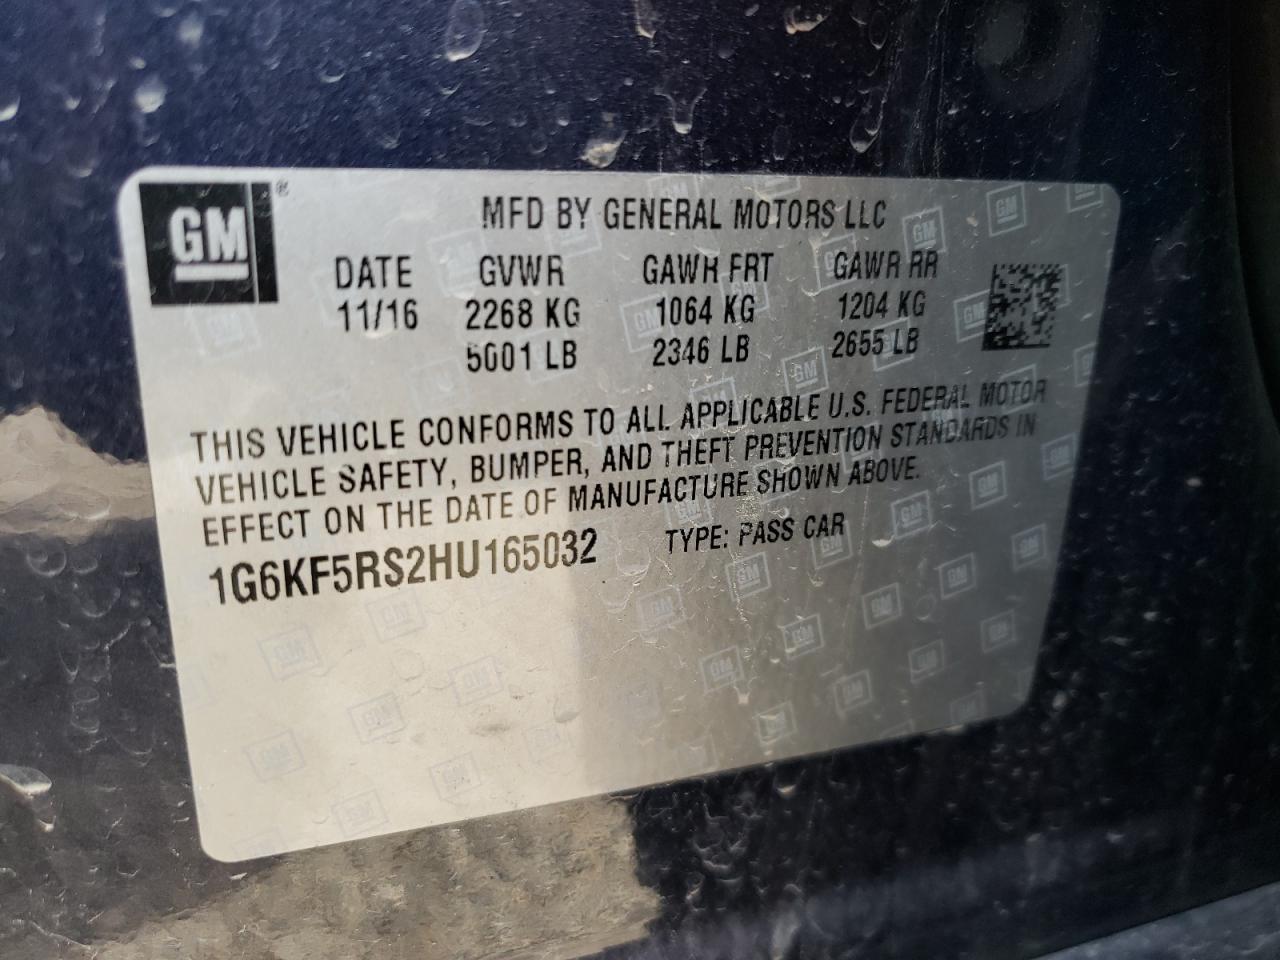 GM®
MFD BY GENERAL MOTORS LLC
DATE GVWR GAWR FRT GAWR RR
11/16 2268 KG 1064 KG 1204 KG
5001 LB 2346 LB 2655 LB
THIS VEHICLE CONFORMS TO ALL APPLICABLE U.S. FEDERAL MOTOR
VEHICLE SAFETY, BUMPER, AND THEFT PREVENTION STANDARDS IN
EFFECT ON THE DATE OF MANUFACTURE SHOWN ABOVE.
1G6KF5RS2HU165032 TYPE: PASS CAR